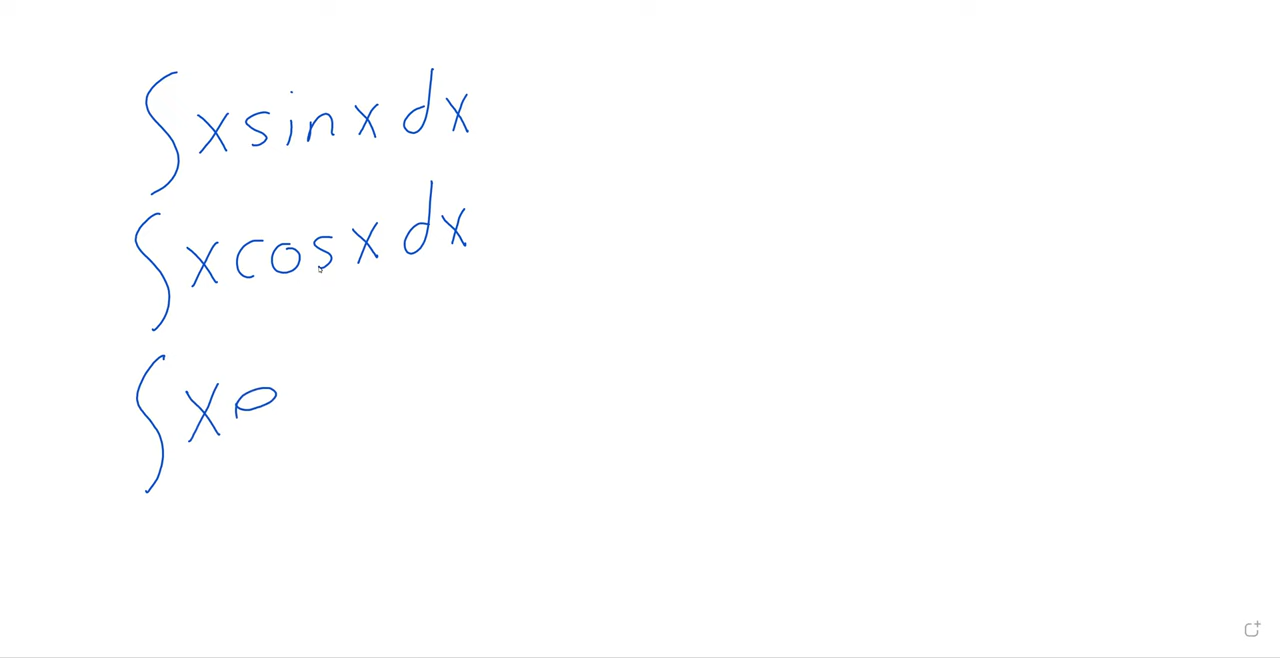 ∫ x sin x dx
∫ x cos x dx
∫ x